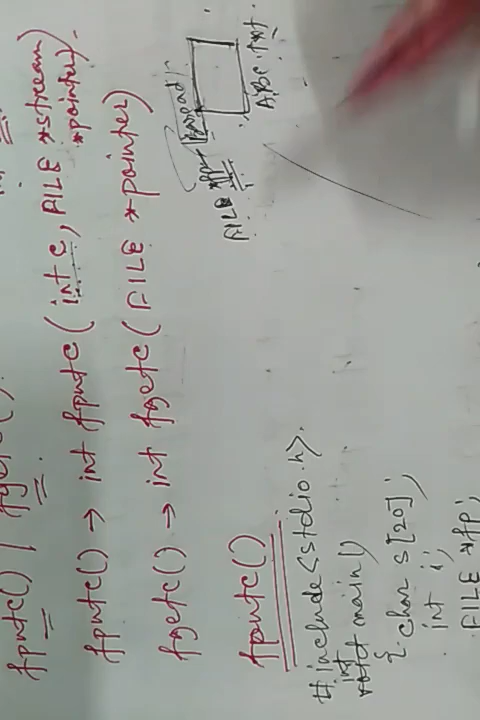 fputc() / fgetc().
fputc() → int fputc( int c, FILE *stream)
*pointer).
fgetc() → int fgetc( FILE *pointer)
FILE *fp
ABC.txt
fputc()
#include<stdio.h>.
int
void main()
{ char s[20];
int i;
FILE *fp;